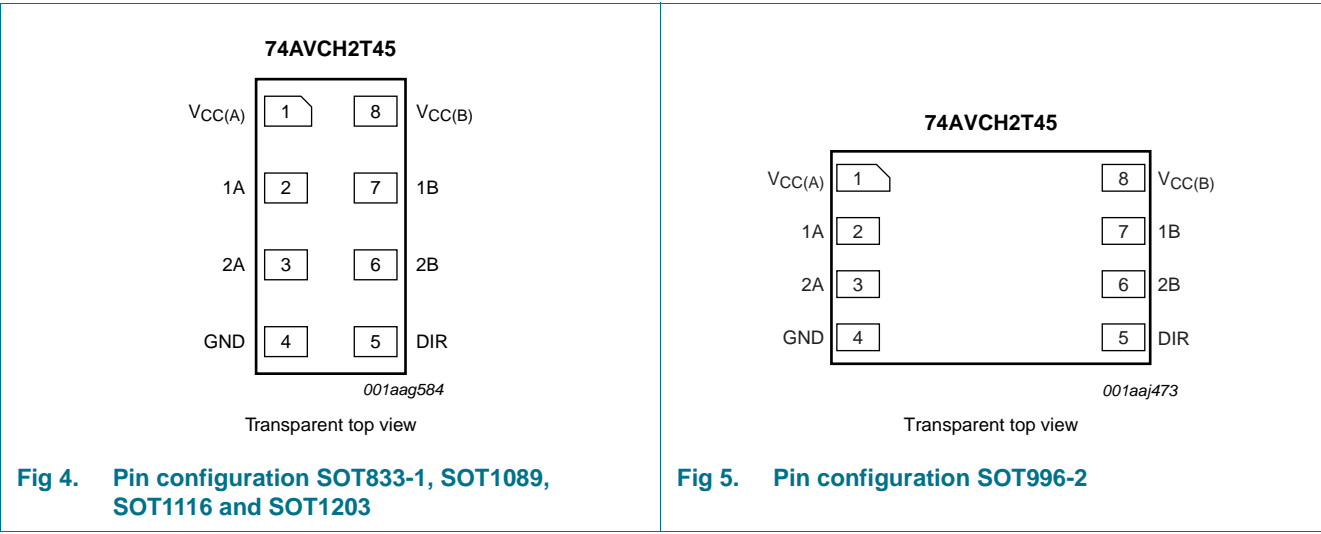 74AVCH2T45
VCC(A) 1 8 VCC(B)
1A 2 7 1B
2A 3 6 2B
GND 4 5 DIR
001aag584
Transparent top view
Fig 4. Pin configuration SOT833-1, SOT1089,
SOT1116 and SOT1203
74AVCH2T45
VCC(A) 1 8 VCC(B)
1A 2 7 1B
2A 3 6 2B
GND 4 5 DIR
001aaj473
Transparent top view
Fig 5. Pin configuration SOT996-2